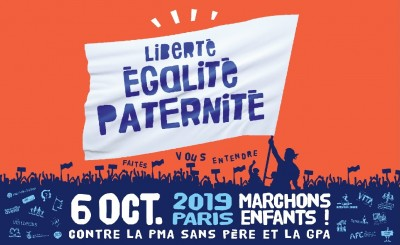 LIBERTÉ
ÉGALITÉ
PATERNITÉ
FAITES VOUS ENTENDRE
6 OCT. 2019 PARIS MARCHONS ENFANTS !
CONTRE LA PMA SANS PÈRE ET LA GPA